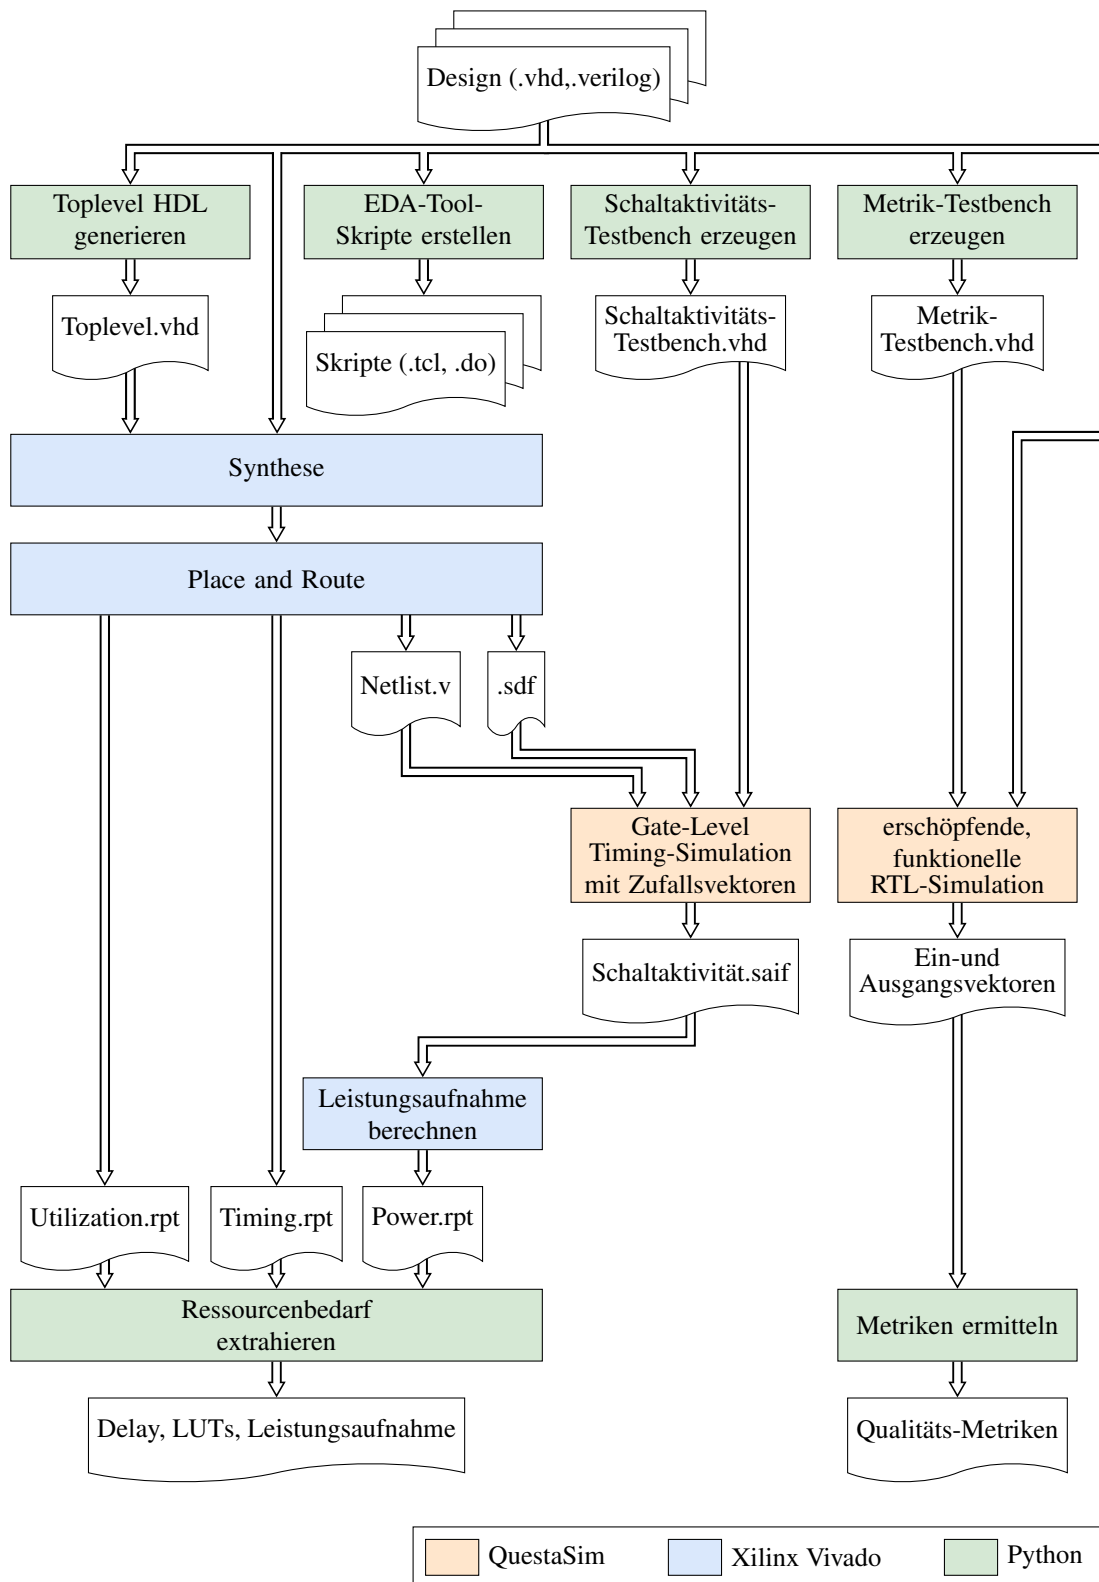 Design (.vhd,.verilog)
Toplevel HDL
generieren
EDA-Tool-
Skripte erstellen
Schaltaktivitäts-
Testbench erzeugen
Metrik-Testbench
erzeugen
Toplevel.vhd
Skripte (.tcl, .do)
Schaltaktivitäts-
Testbench.vhd
Metrik-
Testbench.vhd
Synthese
Place and Route
Netlist.v
.sdf
Gate-Level
Timing-Simulation
mit Zufallsvektoren
erschöpfende,
funktionelle
RTL-Simulation
Schaltaktivität.saif
Ein-und
Ausgangsvektoren
Leistungsaufnahme
berechnen
Utilization.rpt
Timing.rpt
Power.rpt
Ressourcenbedarf
extrahieren
Metriken ermitteln
Delay, LUTs, Leistungsaufnahme
Qualitäts-Metriken
QuestaSim
Xilinx Vivado
Python